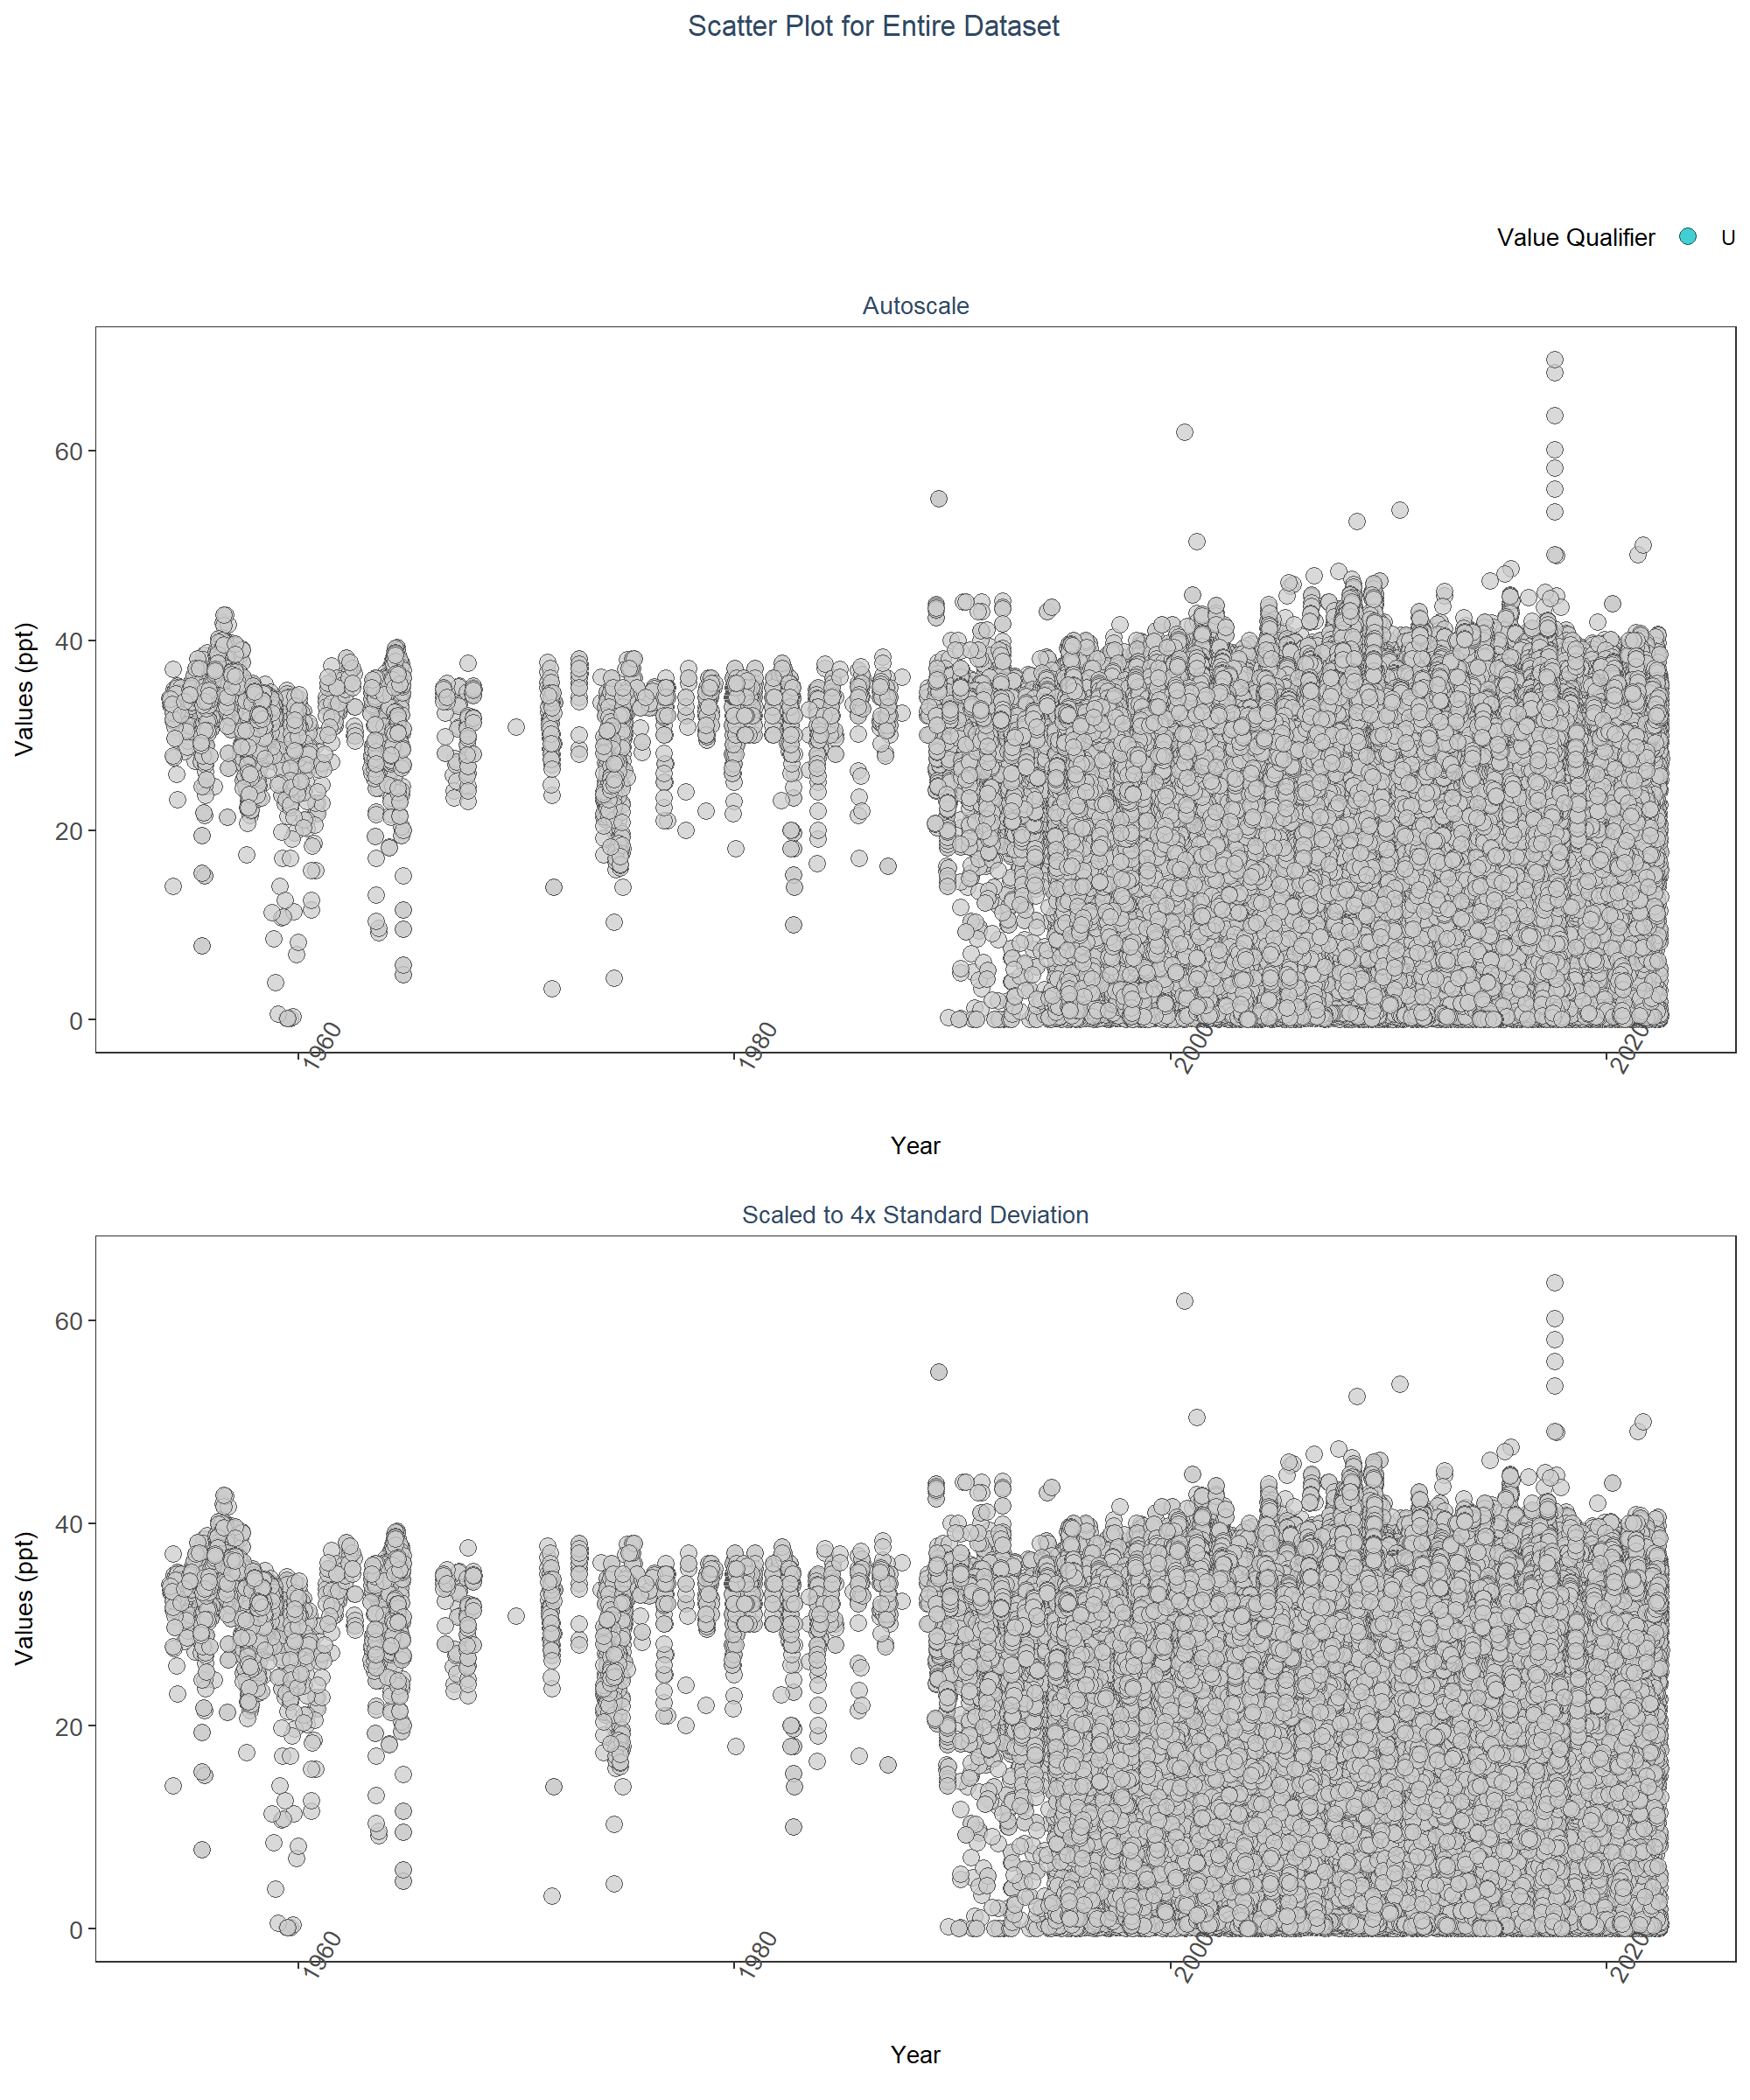 Scatter Plot for Entire Dataset
Value Qualifier U
Autoscale
Values (ppt)
60
40
20
0
1960 1980 2000 2020
Year
Scaled to 4x Standard Deviation
Values (ppt)
60
40
20
0
1960 1980 2000 2020
Year